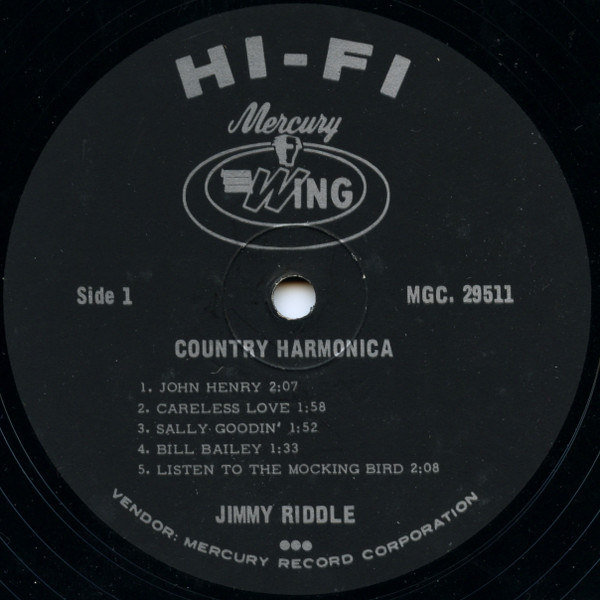 HI-FI
Mercury
WING
Side 1
MGC. 29511
COUNTRY HARMONICA
1. JOHN HENRY 2:07
2. CARELESS LOVE 1:58
3. SALLY GOODIN' 1:52
4. BILL BAILEY 1:33
5. LISTEN TO THE MOCKING BIRD 2:08
JIMMY RIDDLE
VENDOR: MERCURY RECORD CORPORATION